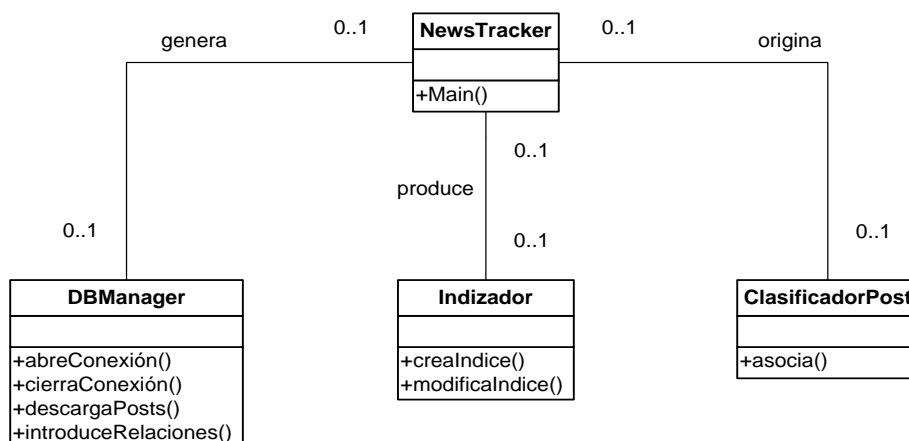 genera
0..1
NewsTracker
0..1
origina
+Main()
0..1
produce
0..1
0..1
0..1
DBManager
Indizador
ClasificadorPost
+abreConexión()
+cierraConexión()
+descargaPosts()
+introduceRelaciones()
+creaIndice()
+modificaIndice()
+asocia()